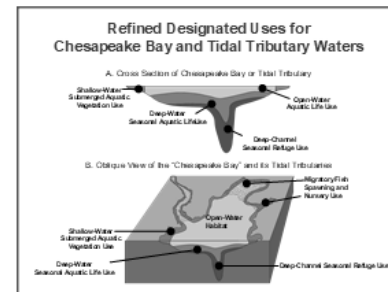 Refined Designated Uses for
Chesapeake Bay and Tidal Tributary Waters
A. Cross Section of Chesapeake Bay or Tidal Tributary
Shallow-Water
Submerged Aquatic
Vegetation Use
Open-Water
Aquatic Life Use
Deep-Water
Seasonal Aquatic Life Use
Deep-Channel
Seasonal Refuge Use
B. Oblique View of the "Chesapeake Bay" and its Tidal Tributaries
Migratory Fish
Spawning and
Nursery Use
Open-Water
Habitat
Shallow-Water
Submerged Aquatic
Vegetation Use
Deep-Water
Seasonal Aquatic Life Use
Deep-Channel Seasonal Refuge Use